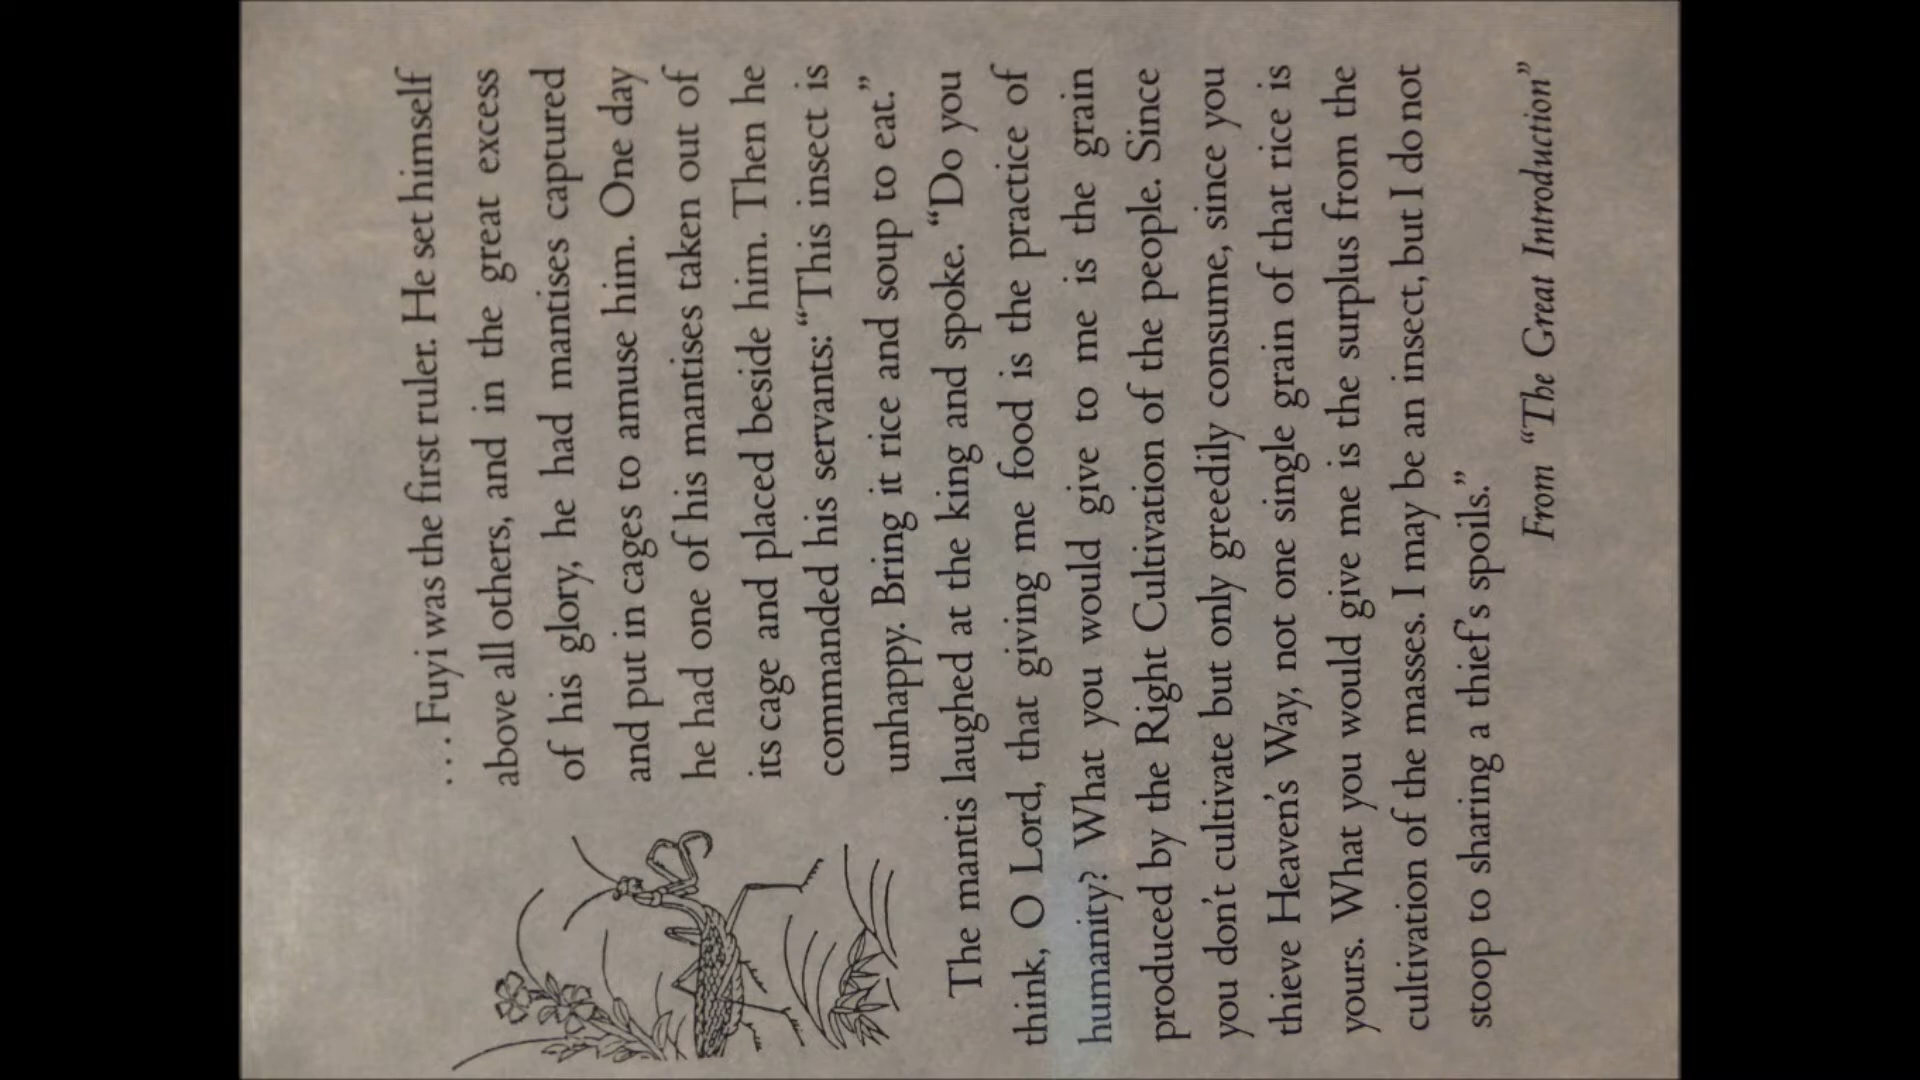 ...Fuyi was the first ruler. He set himself
above all others, and in the great excess
of his glory, he had mantises captured
and put in cages to amuse him. One day
he had one of his mantises taken out of
its cage and placed beside him. Then he
commanded his servants: “This insect is
unhappy. Bring it rice and soup to eat.”
The mantis laughed at the king and spoke. “Do you
think, O Lord, that giving me food is the practice of
humanity? What you would give to me is the grain
produced by the Right Cultivation of the people. Since
you don't cultivate but only greedily consume, since you
thieve Heaven's Way, not one single grain of that rice is
yours. What you would give me is the surplus from the
cultivation of the masses. I may be an insect, but I do not
stoop to sharing a thief's spoils.”
From “The Great Introduction”